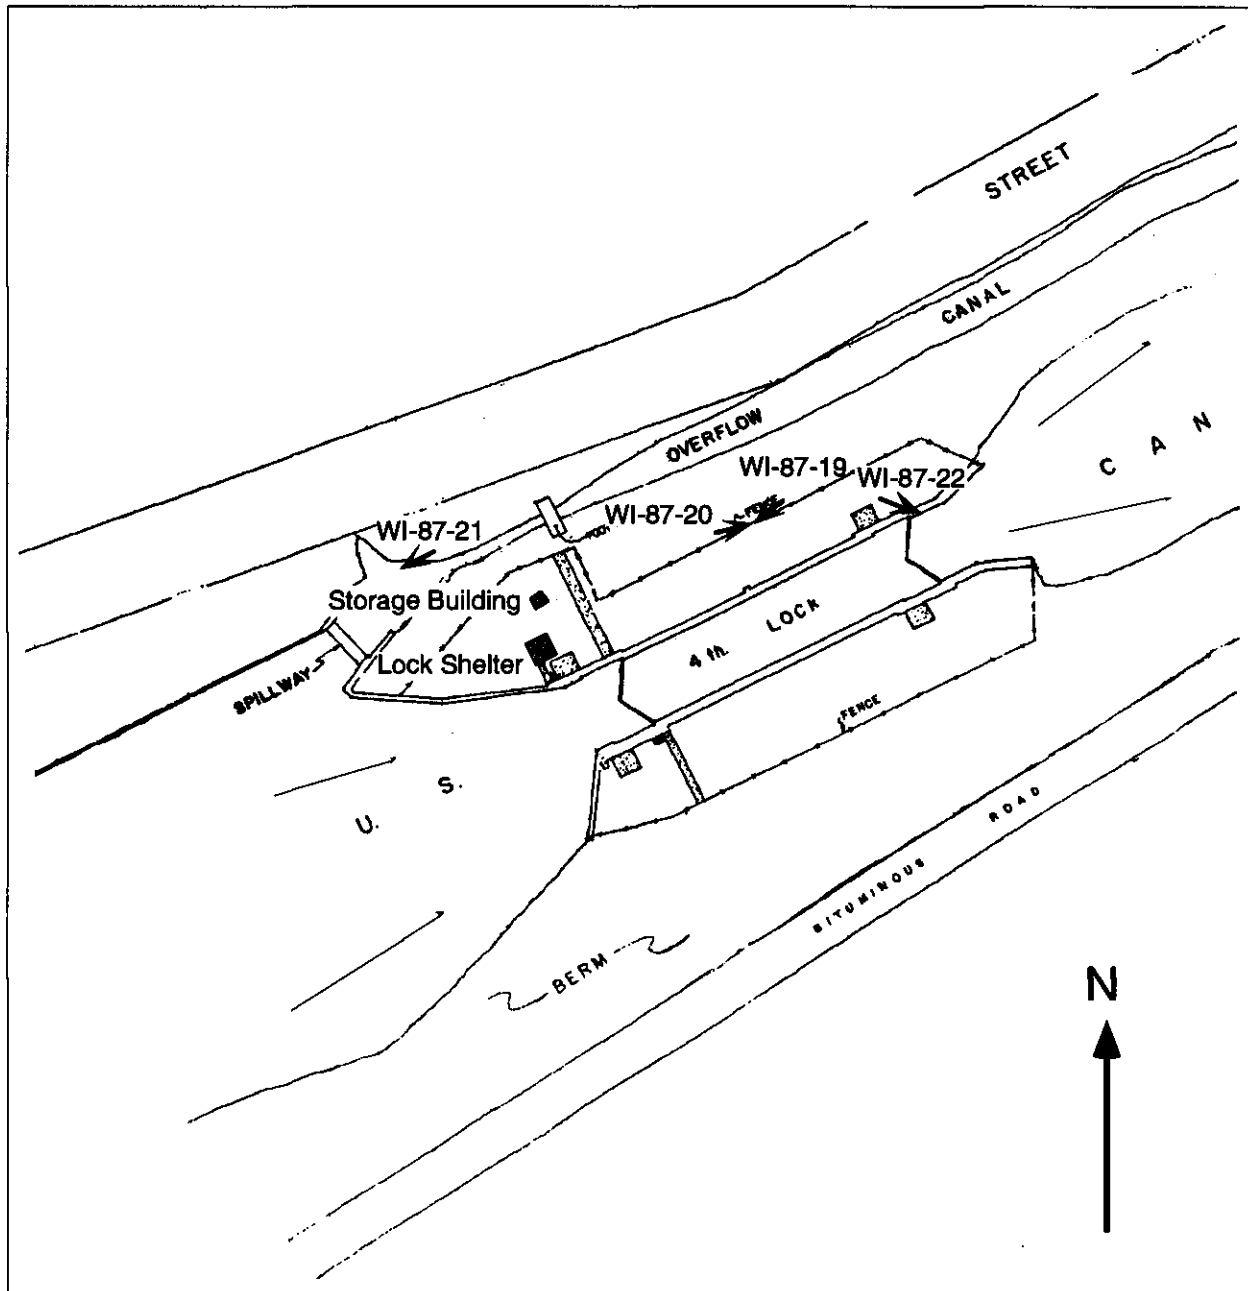 STREET
CANAL
OVERFLOW
WI-87-19
WI-87-22
C A N
WI-87-20
FENCE
WI-87-21
Storage Building
4 th. LOCK
Lock Shelter
SPILLWAY
FENCE
U. S.
BITUMINOUS ROAD
BERM
N